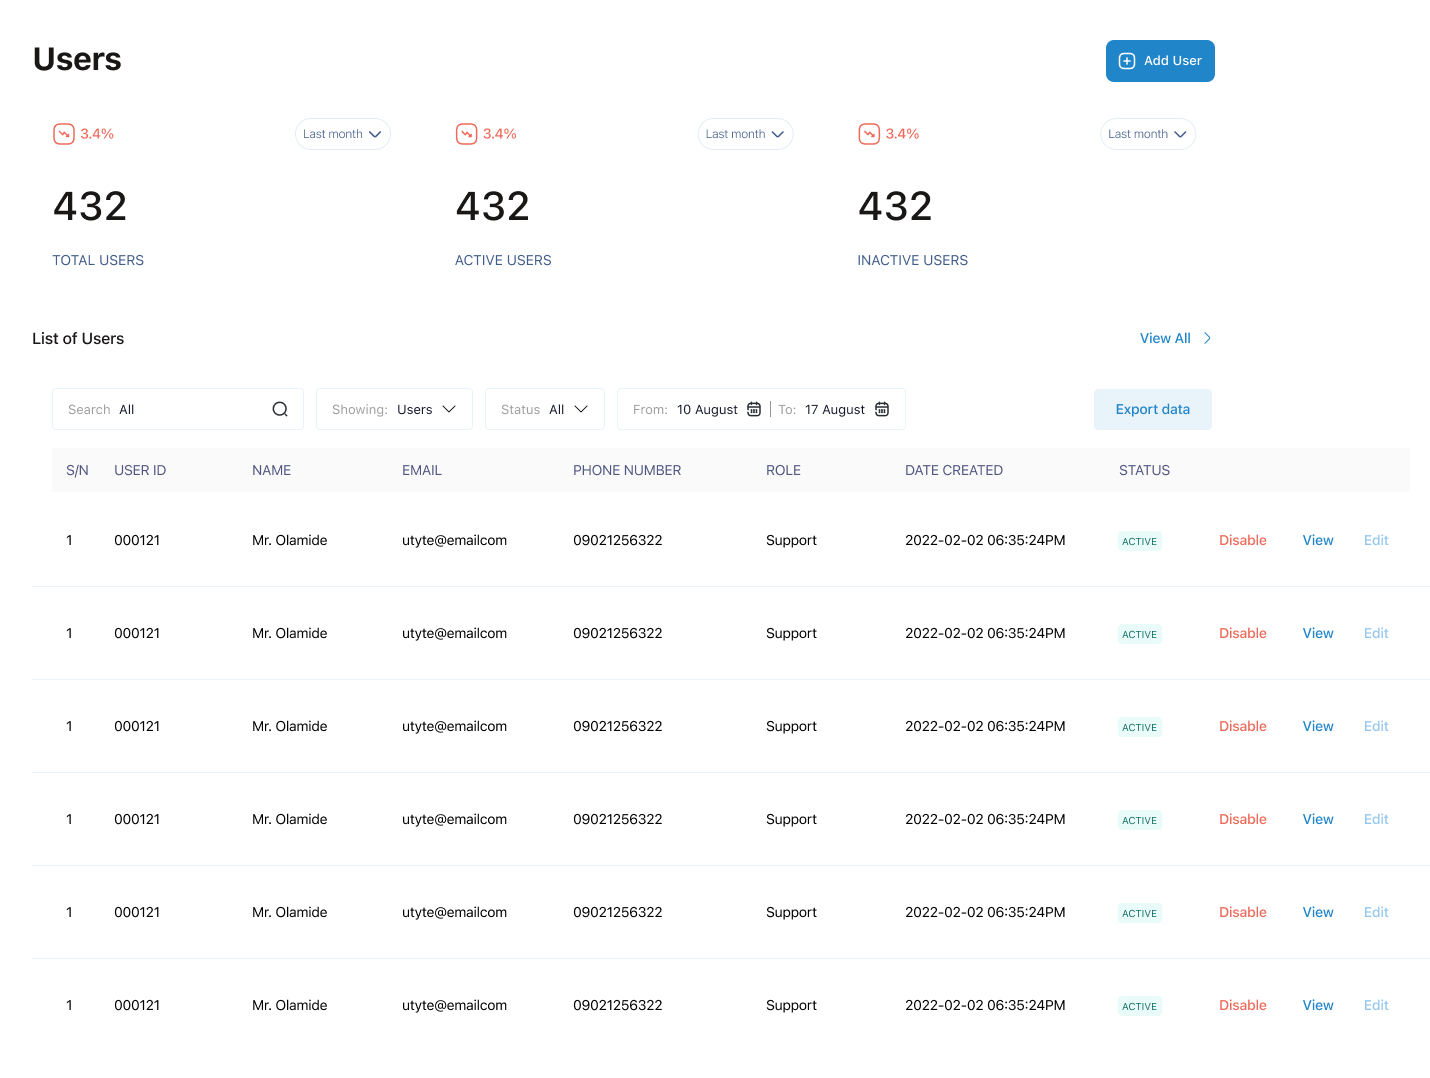 Users
Add User
3.4% Last month 3.4% Last month 3.4% Last month
432 432 432
TOTAL USERS ACTIVE USERS INACTIVE USERS
List of Users View All
Search All Showing: Users Status All From: 10 August To: 17 August Export data
S/N USER ID NAME EMAIL PHONE NUMBER ROLE DATE CREATED STATUS
1 000121 Mr. Olamide utyte@emailcom 09021256322 Support 2022-02-02 06:35:24PM ACTIVE Disable View Edit
1 000121 Mr. Olamide utyte@emailcom 09021256322 Support 2022-02-02 06:35:24PM ACTIVE Disable View Edit
1 000121 Mr. Olamide utyte@emailcom 09021256322 Support 2022-02-02 06:35:24PM ACTIVE Disable View Edit
1 000121 Mr. Olamide utyte@emailcom 09021256322 Support 2022-02-02 06:35:24PM ACTIVE Disable View Edit
1 000121 Mr. Olamide utyte@emailcom 09021256322 Support 2022-02-02 06:35:24PM ACTIVE Disable View Edit
1 000121 Mr. Olamide utyte@emailcom 09021256322 Support 2022-02-02 06:35:24PM ACTIVE Disable View Edit